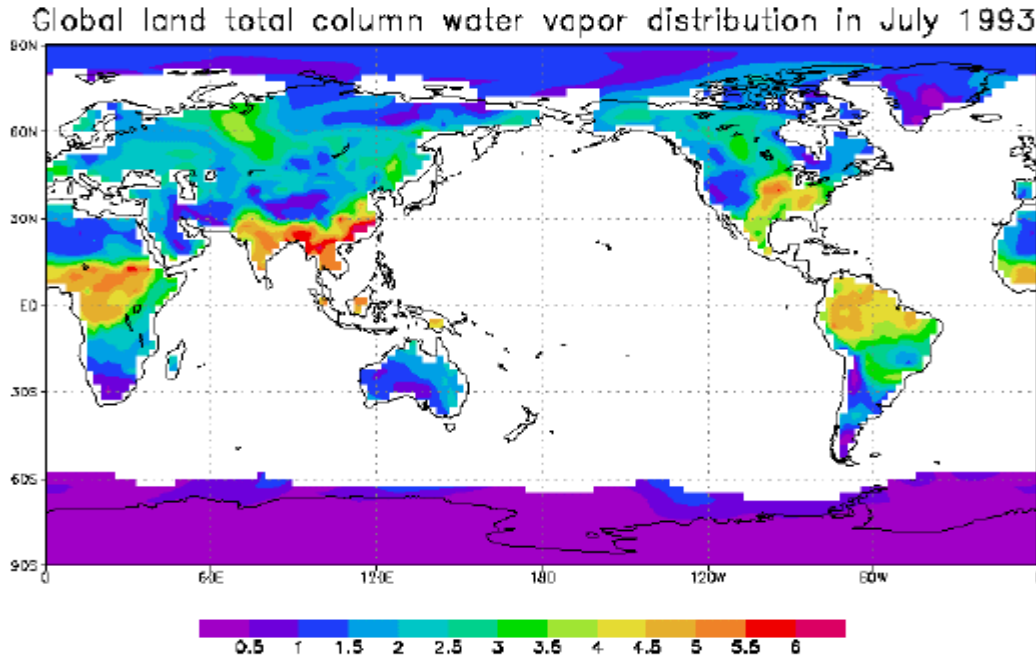 Global land total column water vapor distribution in July 1993
90N
60N
30N
EQ
30S
60S
90S
0 60E 120E 180 120W 60W
0.5 1 1.5 2 2.5 3 3.5 4 4.5 5 5.5 6